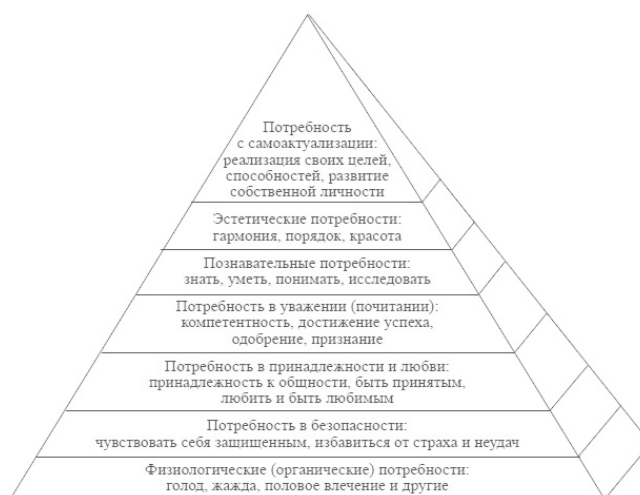 Потребность
с самоактуализации:
реализация своих целей,
способностей, развитие
собственной личности
Эстетические потребности:
гармония, порядок, красота
Познавательные потребности:
знать, уметь, понимать, исследовать
Потребность в уважении (почитании):
компетентность, достижение успеха,
одобрение, признание
Потребность в принадлежности и любви:
принадлежность к общности, быть принятым,
любить и быть любимым
Потребность в безопасности:
чувствовать себя защищенным, избавиться от страха и неудач
Физиологические (органические) потребности:
голод, жажда, половое влечение и другие